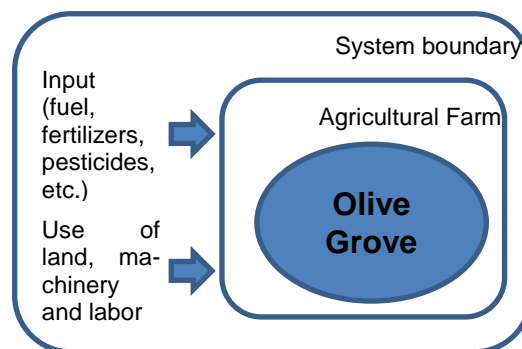 System boundary
Input
(fuel,
fertilizers,
pesticides,
etc.)
Agricultural Farm
Olive
Grove
Use of
land, ma-
chinery
and labor